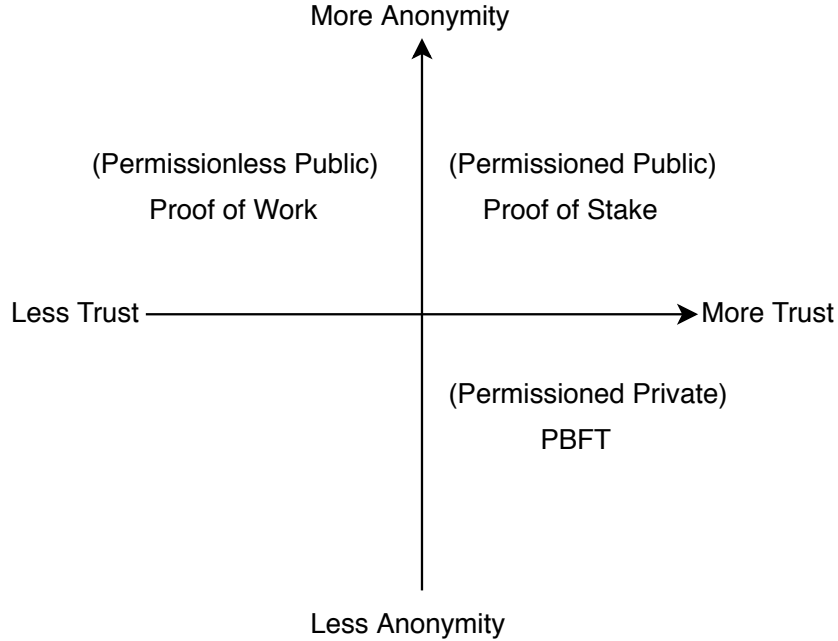 More Anonymity
(Permissionless Public)
Proof of Work
(Permissioned Public)
Proof of Stake
Less Trust
More Trust
(Permissioned Private)
PBFT
Less Anonymity